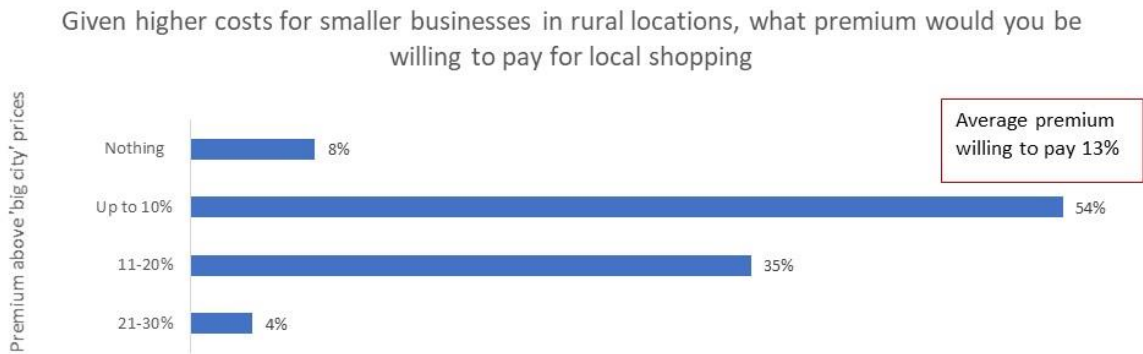 Given higher costs for smaller businesses in rural locations, what premium would you be
willing to pay for local shopping
Premium above 'big city' prices
Average premium
willing to pay 13%
Nothing 8%
Up to 10% 54%
11-20% 35%
21-30% 4%